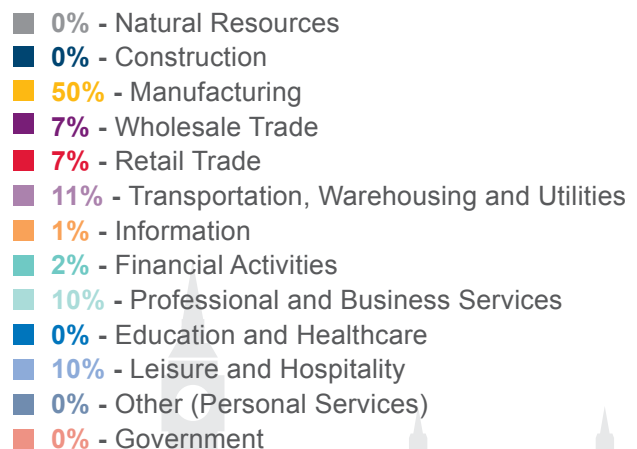 0% - Natural Resources
0% - Construction
50% - Manufacturing
7% - Wholesale Trade
7% - Retail Trade
11% - Transportation, Warehousing and Utilities
1% - Information
2% - Financial Activities
10% - Professional and Business Services
0% - Education and Healthcare
10% - Leisure and Hospitality
0% - Other (Personal Services)
0% - Government